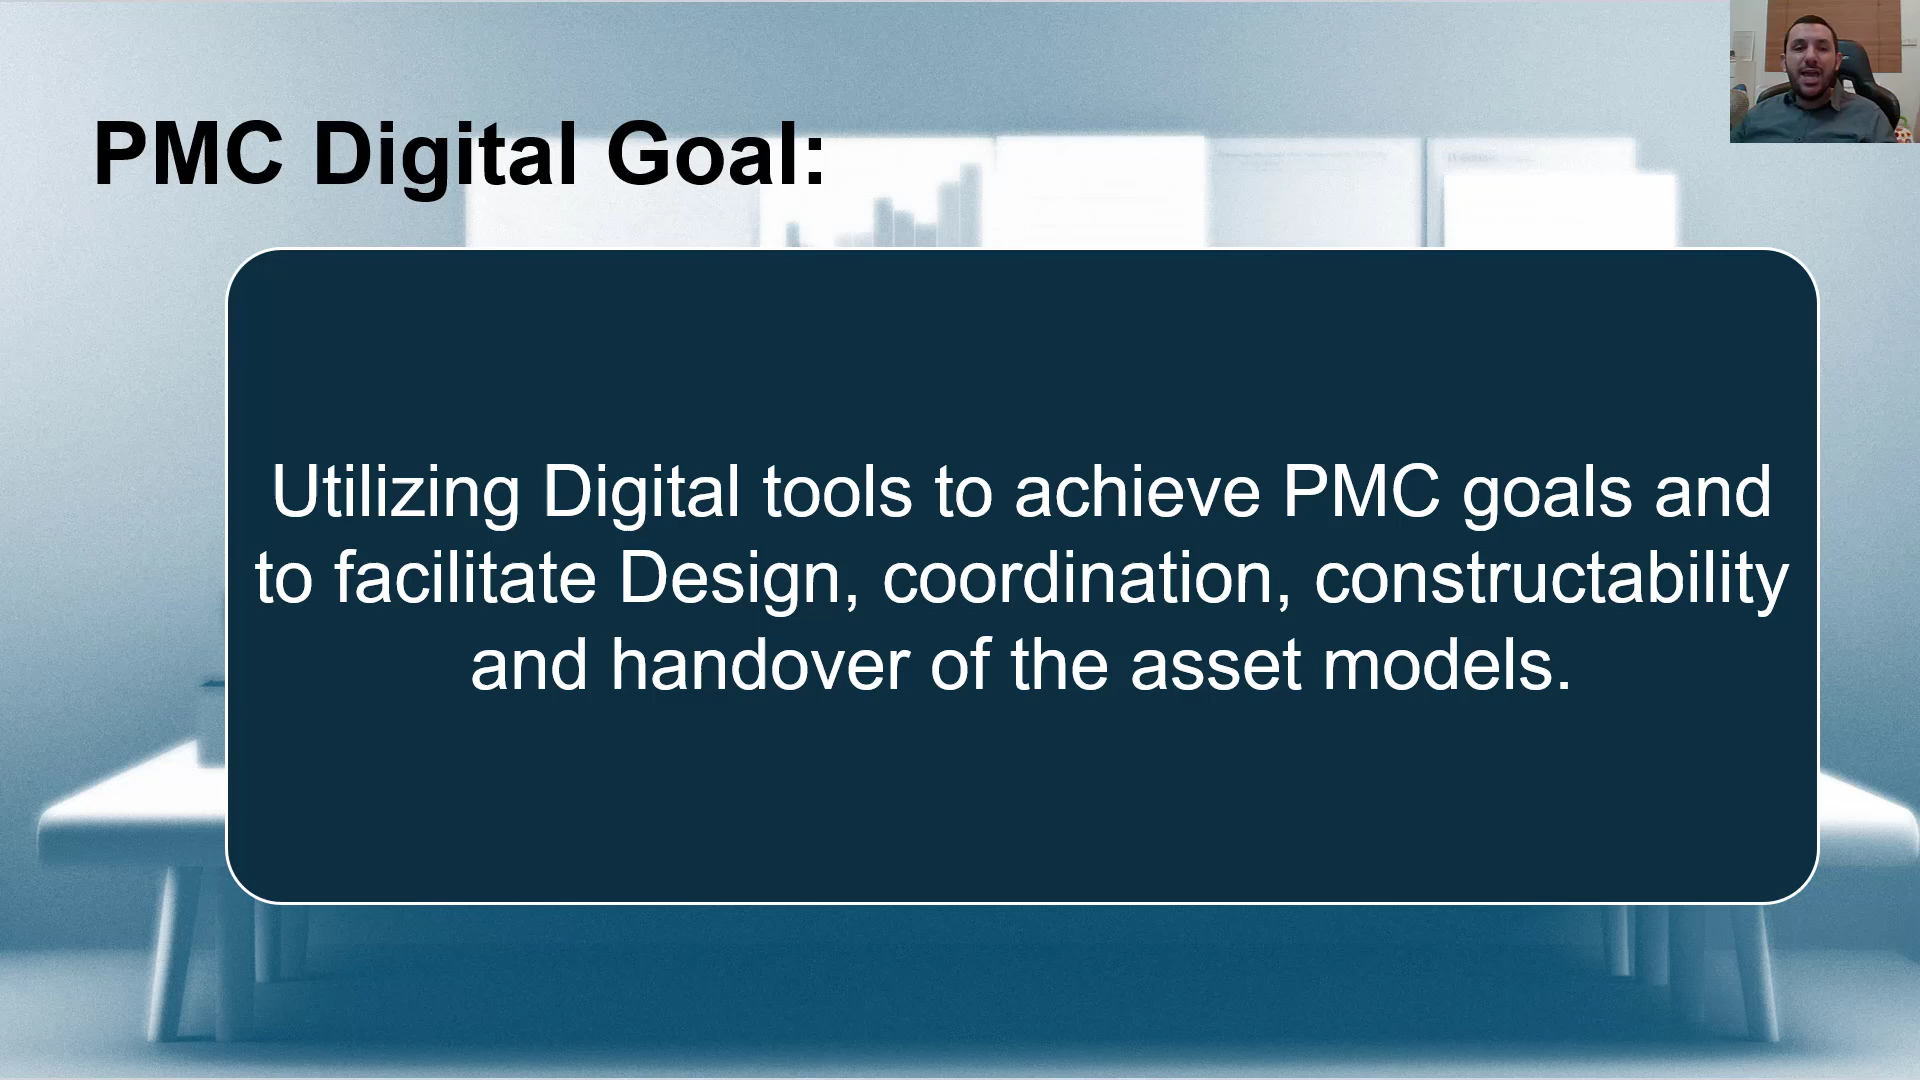 PMC Digital Goal:
Utilizing Digital tools to achieve PMC goals and
to facilitate Design, coordination, constructability
and handover of the asset models.